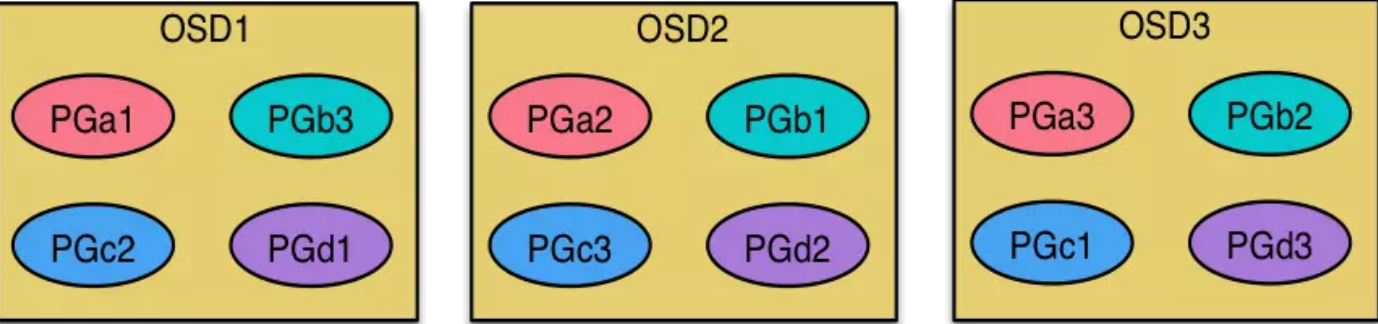 OSD1
PGa1 PGb3
PGc2 PGd1
OSD2
PGa2 PGb1
PGc3 PGd2
OSD3
PGa3 PGb2
PGc1 PGd3